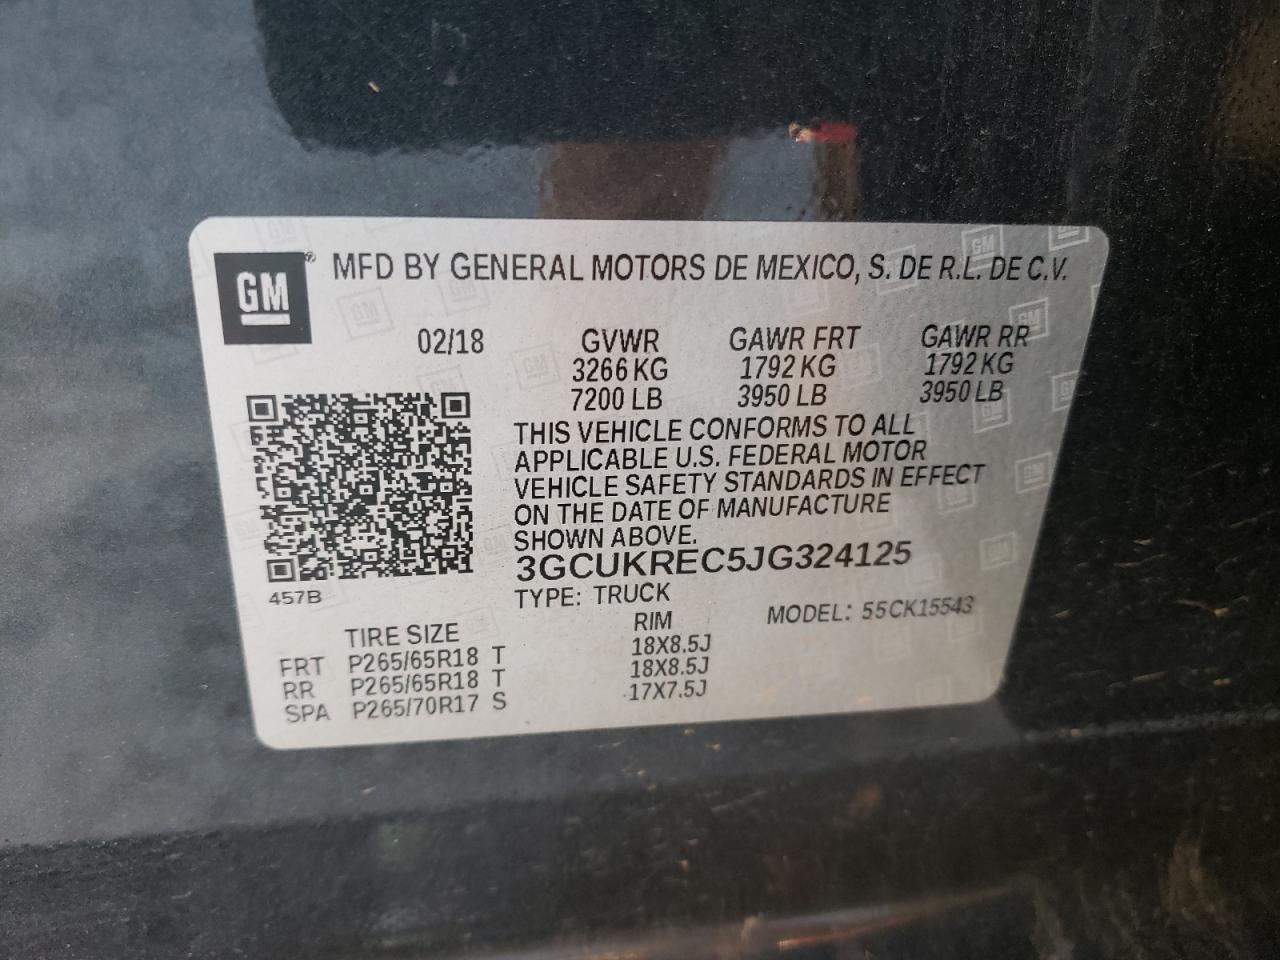 GM® MFD BY GENERAL MOTORS DE MEXICO, S. DE R.L. DE C.V.
02/18 GVWR GAWR FRT GAWR RR
3266 KG 1792 KG 1792 KG
7200 LB 3950 LB 3950 LB
THIS VEHICLE CONFORMS TO ALL
APPLICABLE U.S. FEDERAL MOTOR
VEHICLE SAFETY STANDARDS IN EFFECT
ON THE DATE OF MANUFACTURE
SHOWN ABOVE.
3GCUKREC5JG324125
457B
TYPE: TRUCK
MODEL: 55CK15543
TIRE SIZE RIM
FRT P265/65R18 T 18X8.5J
RR P265/65R18 T 18X8.5J
SPA P265/70R17 S 17X7.5J